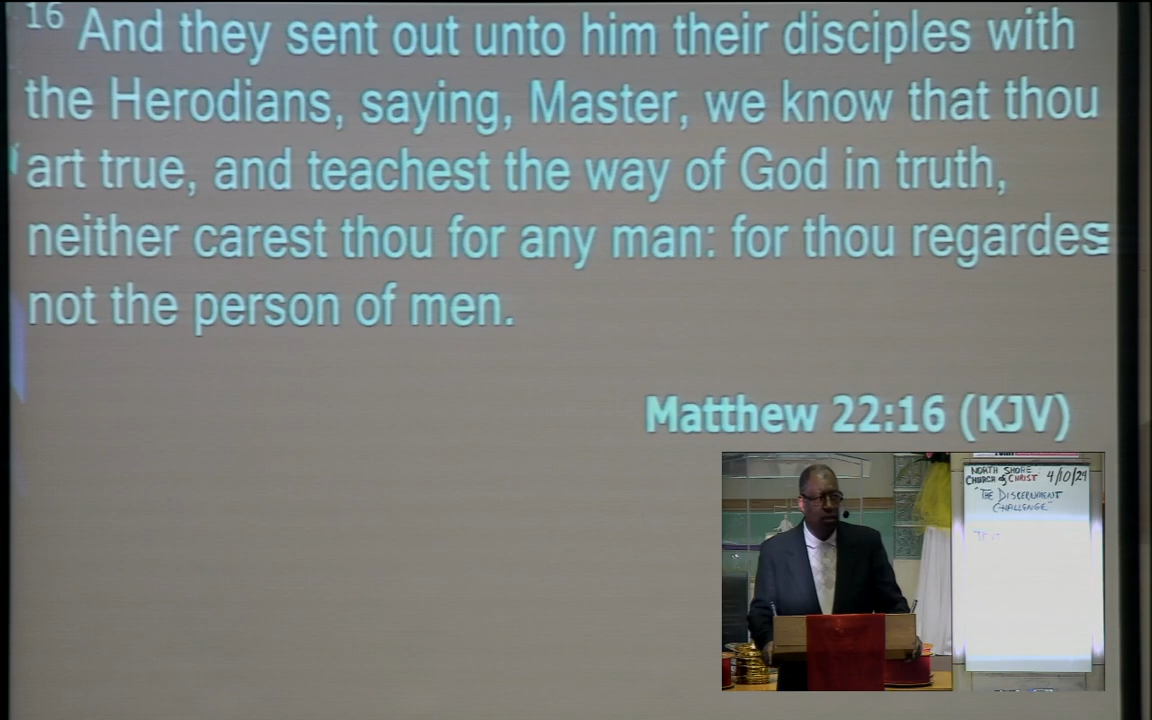 16 And they sent out unto him their disciples with
the Herodians, saying, Master, we know that thou
art true, and teachest the way of God in truth,
neither carest thou for any man: for thou regardes
not the person of men.
Matthew 22:16 (KJV)
NORTH SHORE
CHURCH of CHRIST 4/10/24
"THE DISCERNMENT
CHALLENGE"